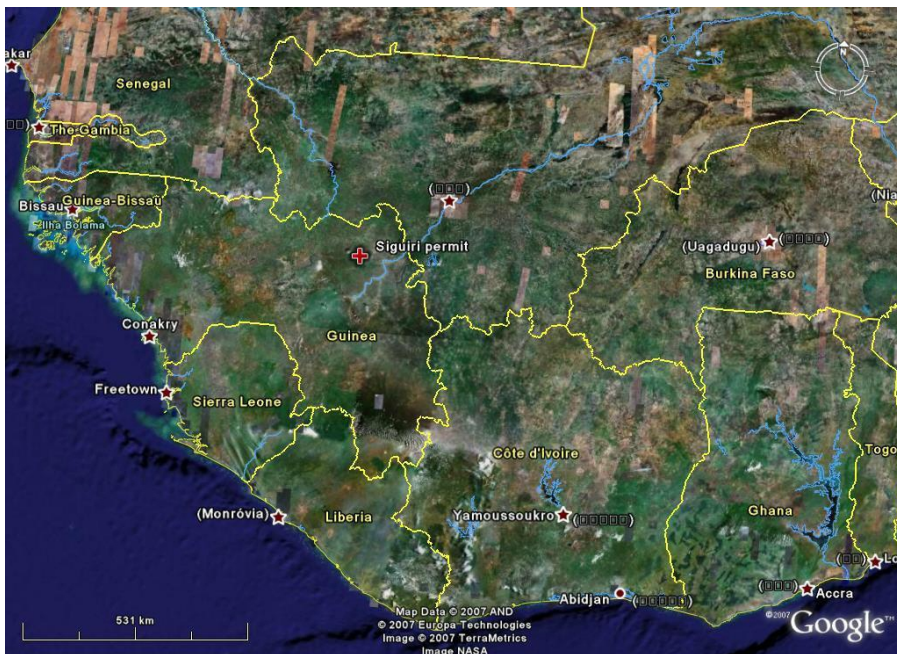 akar
Senegal
N
The Gambia
Bissau
Guinea-Bissau
Ilha Bolama
Siguiri permit
(Uagadugu)
(Nia
Burkina Faso
Conakry
Guinea
Freetown
Sierra Leone
Côte d'Ivoire
Togo
(Monróvia)
Liberia
Yamoussoukro
Ghana
Lo
Abidjan
Accra
531 km
Map Data © 2007 AND
© 2007 Europa Technologies
Image © 2007 TerraMetrics
Image NASA
©2007 Google™